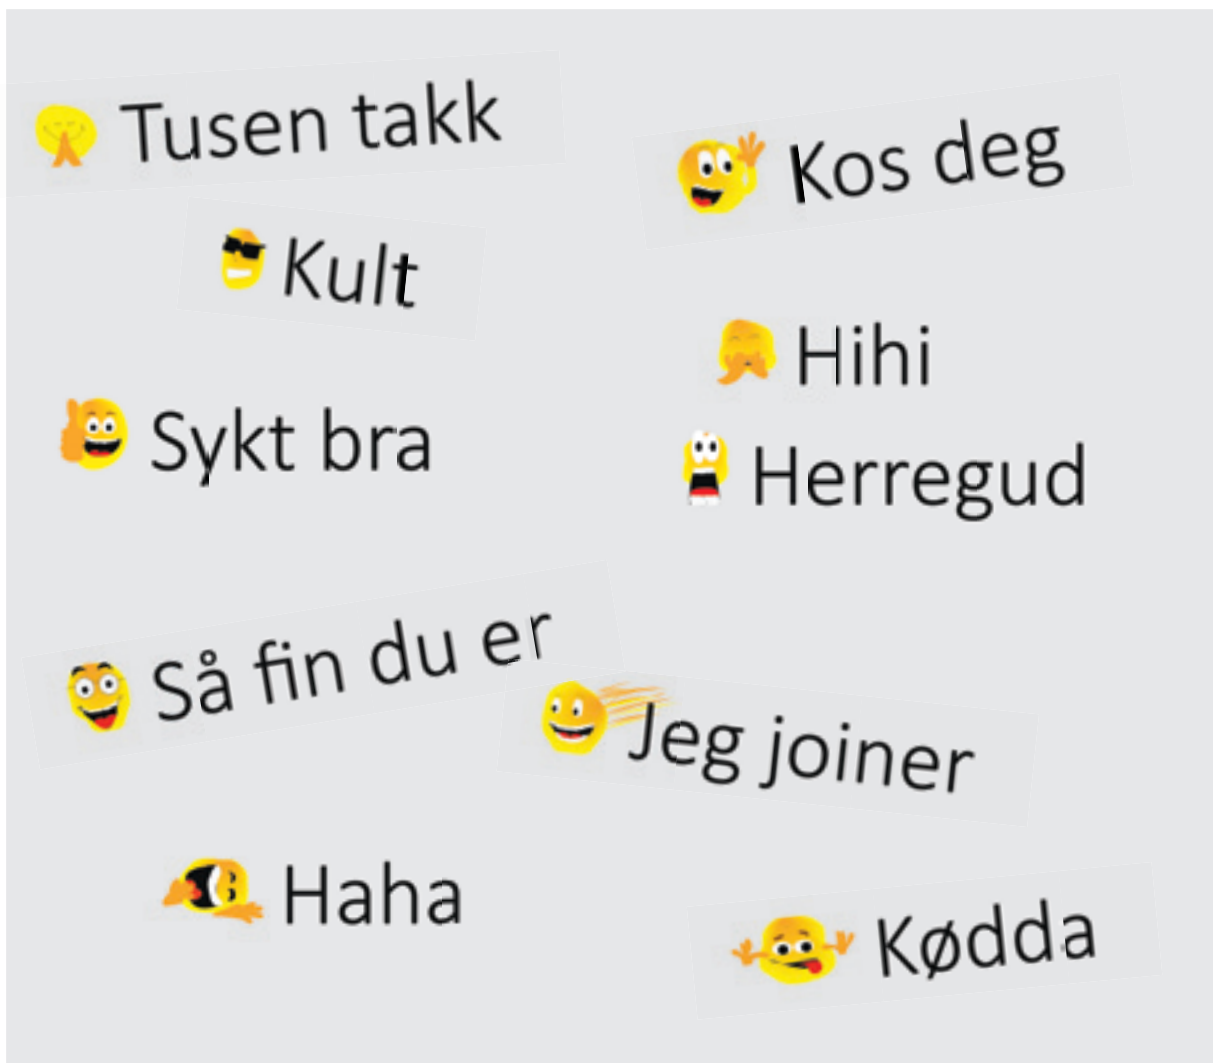 Tusen takk
Kos deg
Kult
Hihi
Sykt bra
Herregud
Så fin du er
Jeg joiner
Haha
Kødda